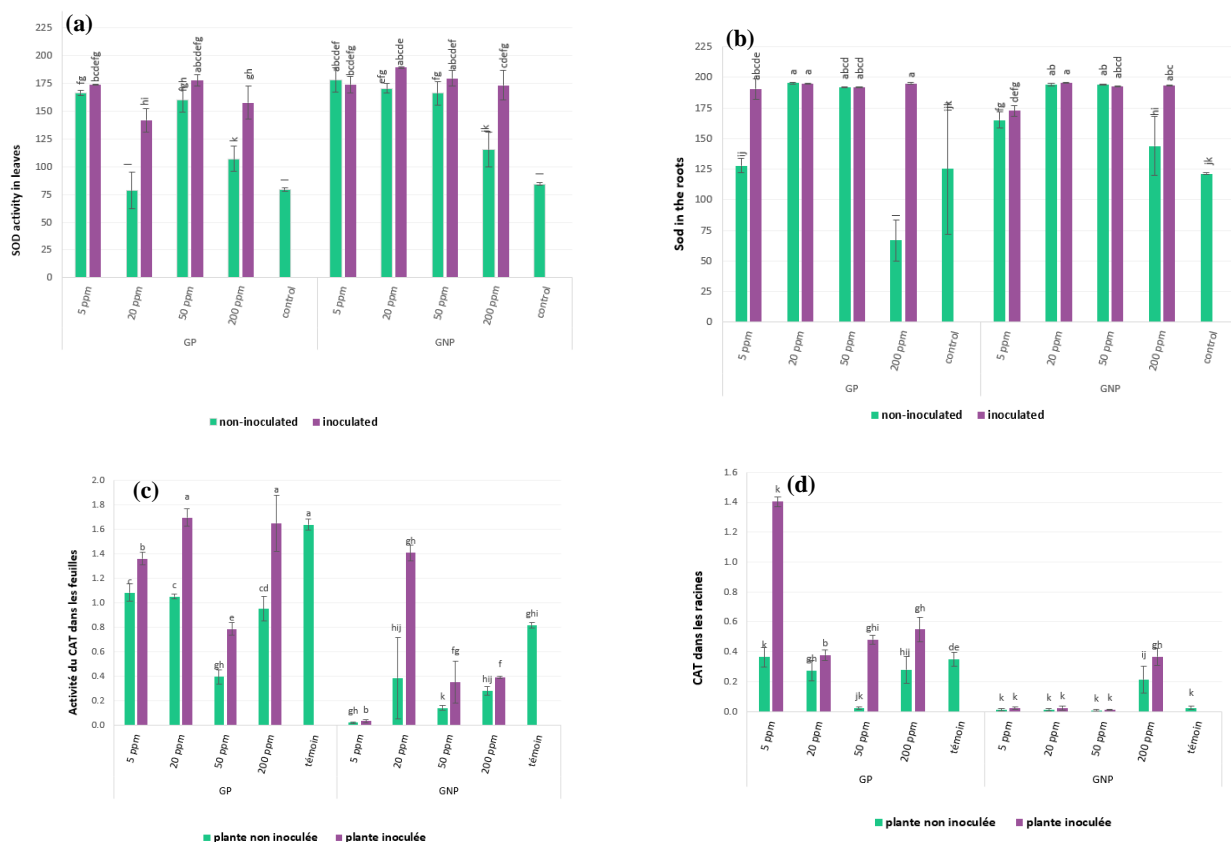 (a)
SOD activity in leaves
225
200
175
150
125
100
75
50
25
0
fg bcdefg l hi fgh abcdefg k gh l abcdef bcdefg efg abcde fg abcdef jk cdefg l
5 ppm 20 ppm 50 ppm 200 ppm control 5 ppm 20 ppm 50 ppm 200 ppm control
GP GNP
non-inoculated inoculated
(b)
Sod in the roots
225
200
175
150
125
100
75
50
25
0
ij abcde a a abcd abcd l a ijk fg defg ab a ab abcd hi abc jk
5 ppm 20 ppm 50 ppm 200 ppm control 5 ppm 20 ppm 50 ppm 200 ppm control
GP GNP
non-inoculated inoculated
(c)
Activité du CAT dans les feuilles
2.0
1.8
1.6
1.4
1.2
1.0
0.8
0.6
0.4
0.2
0.0
c b c a gh e cd a a gh b hij gh k fg hij f ghi
5 ppm 20 ppm 50 ppm 200 ppm témoin 5 ppm 20 ppm 50 ppm 200 ppm témoin
GP GNP
plante non inoculée plante inoculée
(d)
CAT dans les racines
1.6
1.4
1.2
1.0
0.8
0.6
0.4
0.2
0.0
k k gh b jk ghi hij gh de k k k k k k ij gh k
5 ppm 20 ppm 50 ppm 200 ppm témoin 5 ppm 20 ppm 50 ppm 200 ppm témoin
GP GNP
plante non inoculée plante inoculée